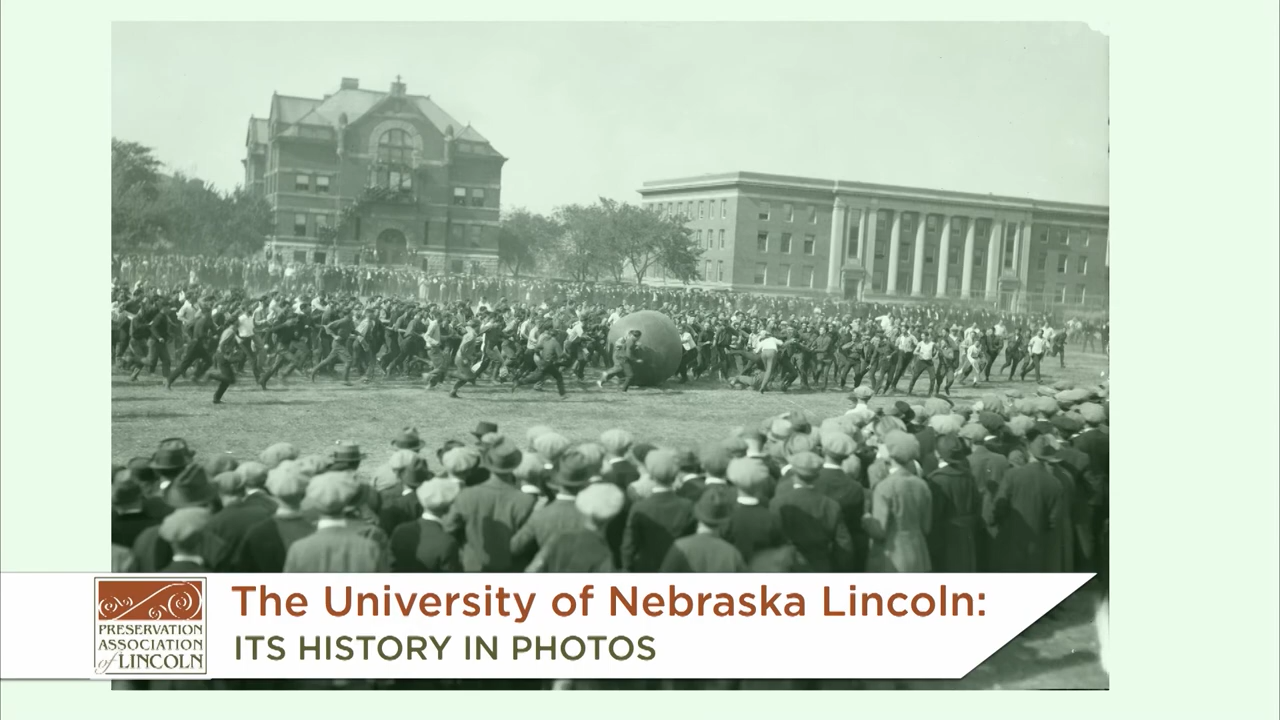 PRESERVATION
ASSOCIATION
of LINCOLN
The University of Nebraska Lincoln:
ITS HISTORY IN PHOTOS